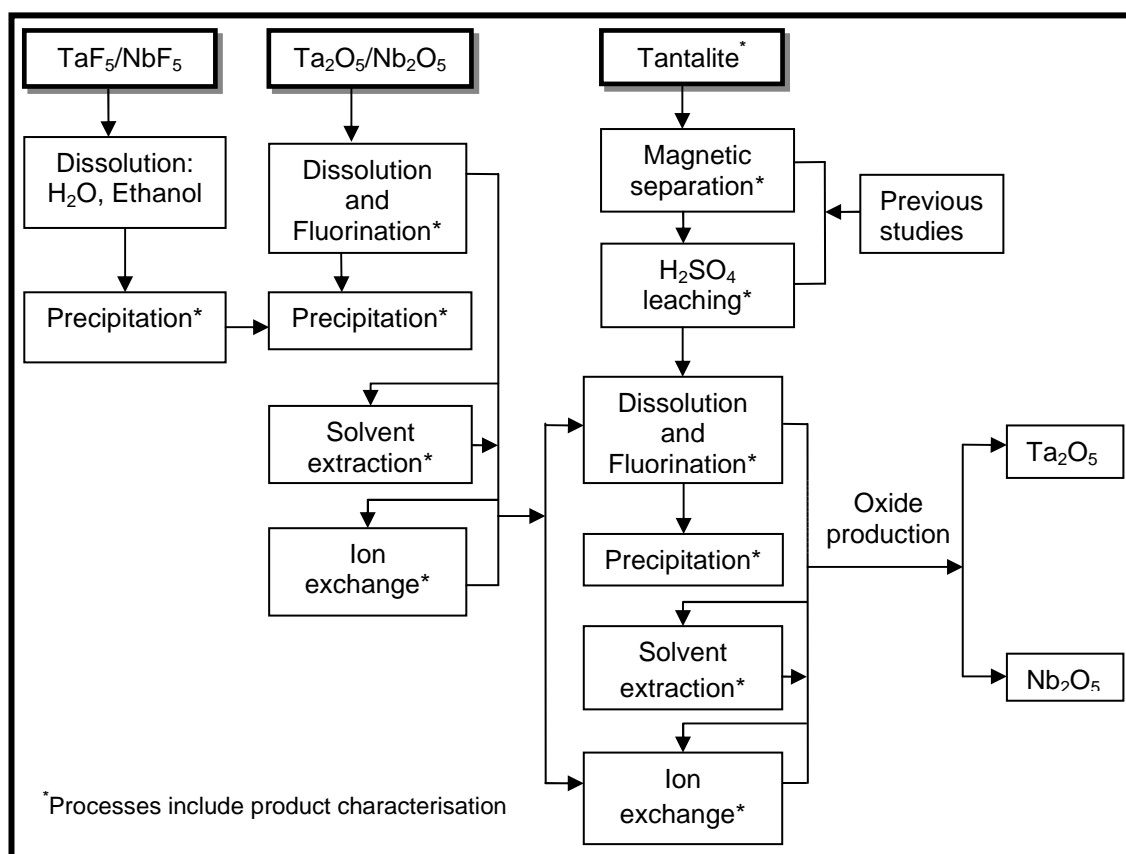 TaF₅/NbF₅
Ta₂O₅/Nb₂O₅
Tantalite*
Dissolution:
H₂O, Ethanol
Dissolution
and
Fluorination*
Magnetic
separation*
Previous
studies
H₂SO₄
leaching*
Precipitation*
Precipitation*
Dissolution
and
Fluorination*
Solvent
extraction*
Ta₂O₅
Oxide
production
Ion
exchange*
Precipitation*
Solvent
extraction*
Nb₂O₅
Ion
exchange*
*Processes include product characterisation